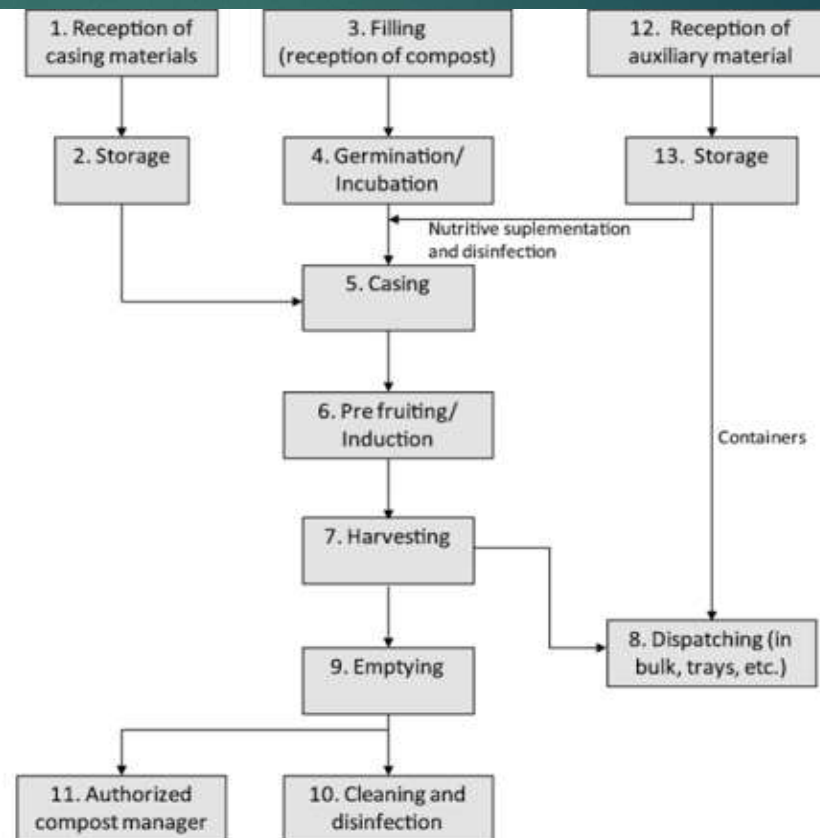 1. Reception of
casing materials
3. Filling
(reception of compost)
12. Reception of
auxiliary material
2. Storage
4. Germination/
Incubation
13. Storage
Nutritive suplementation
and disinfection
5. Casing
6. Pre fruiting/
Induction
Containers
7. Harvesting
8. Dispatching (in
bulk, trays, etc.)
9. Emptying
11. Authorized
compost manager
10. Cleaning and
disinfection